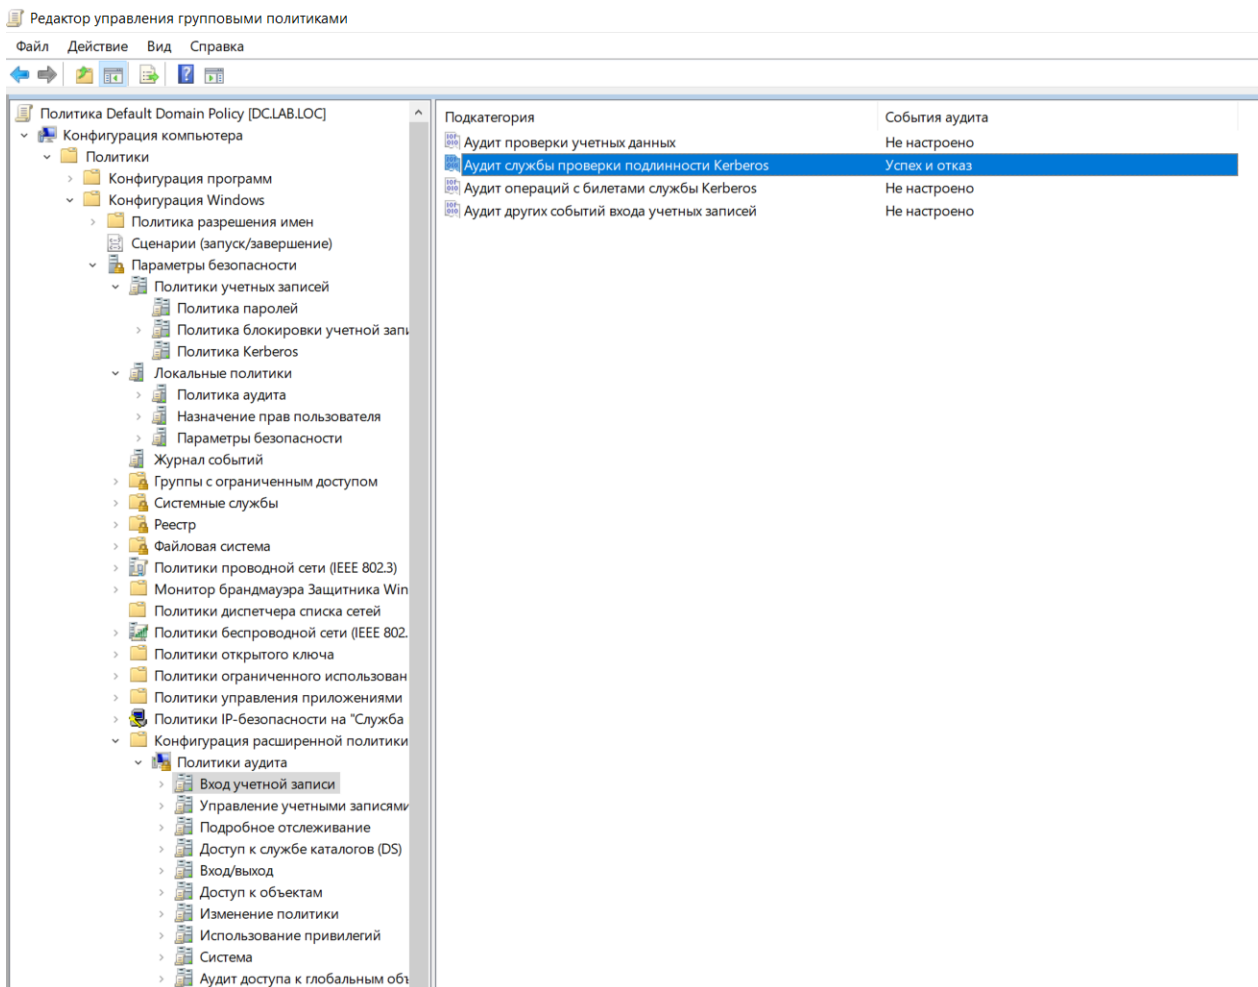 Редактор управления групповыми политиками
Файл Действие Вид Справка
Политика Default Domain Policy [DC.LAB.LOC]
Конфигурация компьютера
Политики
Конфигурация программ
Конфигурация Windows
Политика разрешения имен
Сценарии (запуск/завершение)
Параметры безопасности
Политики учетных записей
Политика паролей
Политика блокировки учетной запи
Политика Kerberos
Локальные политики
Политика аудита
Назначение прав пользователя
Параметры безопасности
Журнал событий
Группы с ограниченным доступом
Системные службы
Реестр
Файловая система
Политики проводной сети (IEEE 802.3)
Монитор брандмауэра Защитника Win
Политики диспетчера списка сетей
Политики беспроводной сети (IEEE 802.
Политики открытого ключа
Политики ограниченного использован
Политики управления приложениями
Политики IP-безопасности на "Служба
Конфигурация расширенной политики
Политики аудита
Вход учетной записи
Управление учетными записями
Подробное отслеживание
Доступ к службе каталогов (DS)
Вход/выход
Доступ к объектам
Изменение политики
Использование привилегий
Система
Аудит доступа к глобальным объ
Подкатегория События аудита
Аудит проверки учетных данных Не настроено
Аудит службы проверки подлинности Kerberos Успех и отказ
Аудит операций с билетами службы Kerberos Не настроено
Аудит других событий входа учетных записей Не настроено